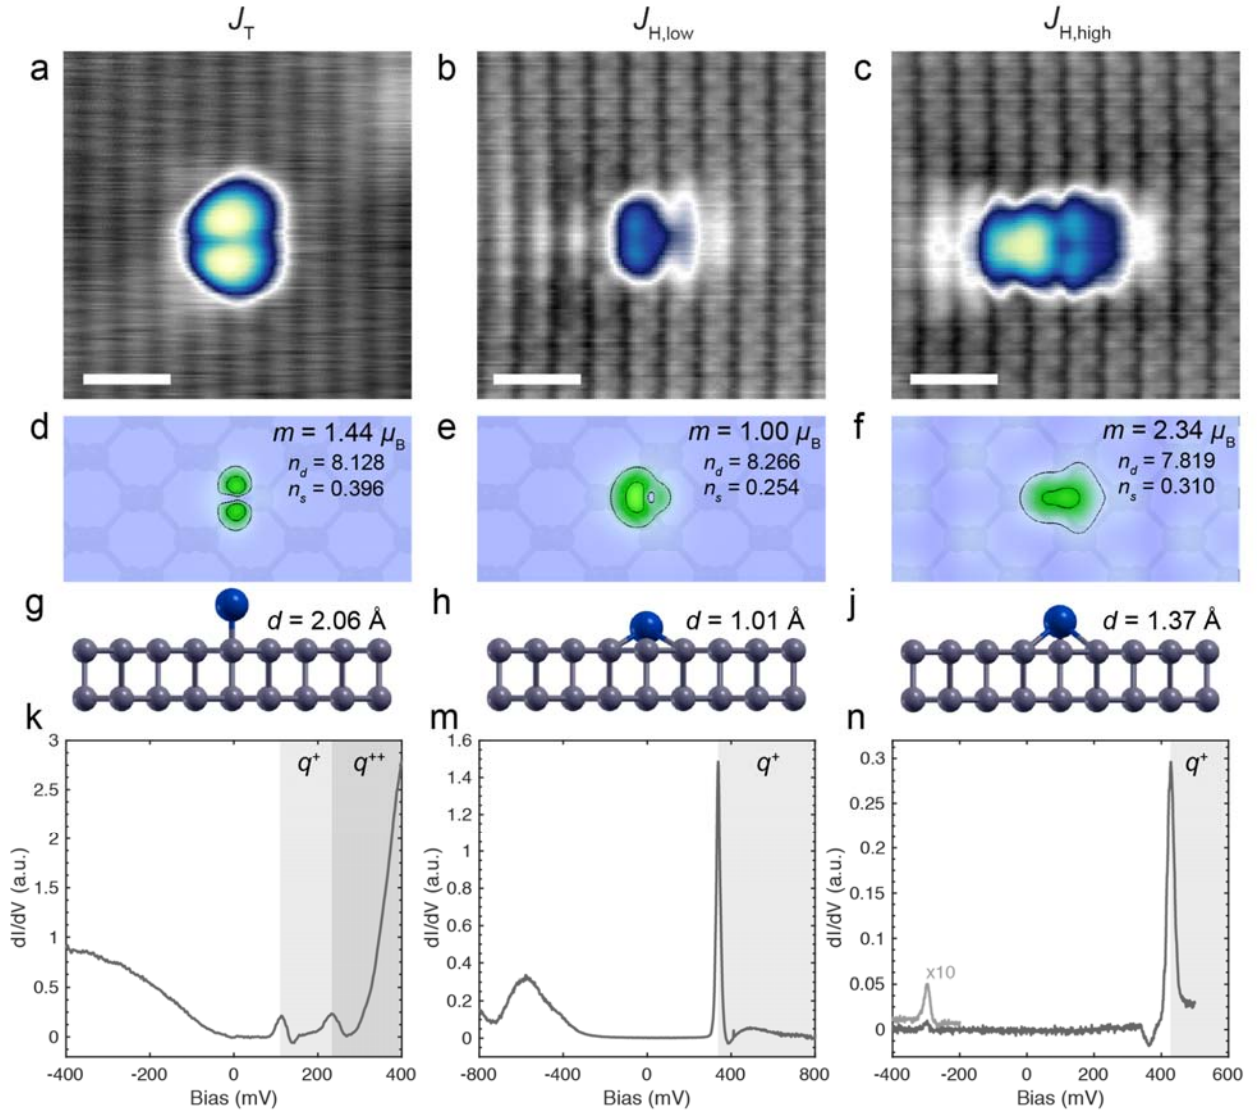 J_T
J_H,low
J_H,high
a
b
c
d
m = 1.44 μ_B
n_d = 8.128
n_s = 0.396
e
m = 1.00 μ_B
n_d = 8.266
n_s = 0.254
f
m = 2.34 μ_B
n_d = 7.819
n_s = 0.310
g
d = 2.06 Å
h
d = 1.01 Å
j
d = 1.37 Å
k
3
2.5
2
1.5
1
0.5
0
dI/dV (a.u.)
q⁺
q⁺⁺
-400
-200
0
200
400
Bias (mV)
m
1.6
1.4
1.2
1.0
0.8
0.6
0.4
0.2
0
dI/dV (a.u.)
q⁺
-800
-400
0
400
800
Bias (mV)
n
0.3
0.25
0.2
0.15
0.1
0.05
0
dI/dV (a.u.)
x10
q⁺
-400
-200
0
200
400
600
Bias (mV)